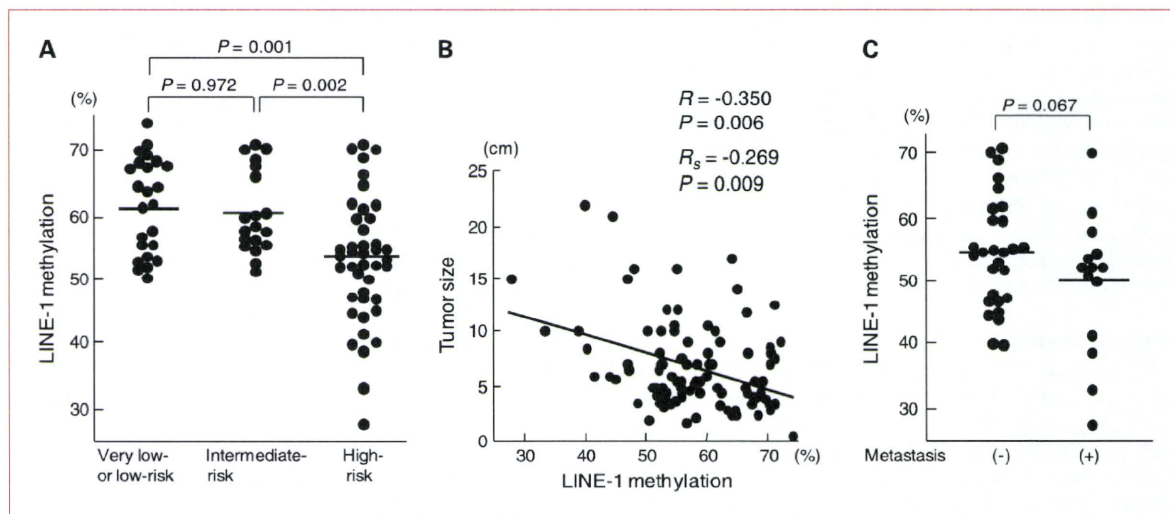 A
P = 0.001
P = 0.972
P = 0.002
(%)
70
60
50
40
30
LINE-1 methylation
Very low-
or low-risk
Intermediate-
risk
High-
risk
B
R = -0.350
P = 0.006
Rs = -0.269
P = 0.009
(cm)
25
20
15
10
5
0
Tumor size
30
40
50
60
70
(%)
LINE-1 methylation
C
P = 0.067
(%)
70
60
50
40
30
LINE-1 methylation
Metastasis
(-)
(+)